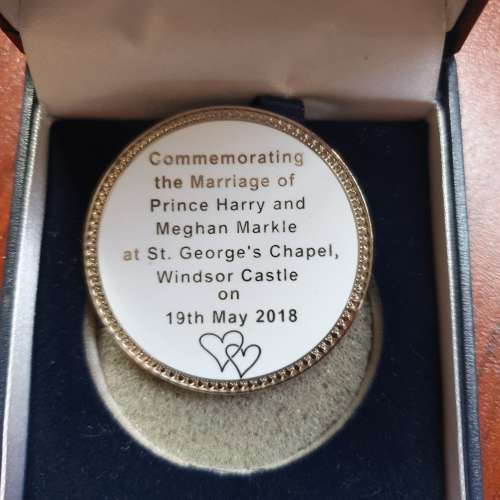 Commemorating
the Marriage of
Prince Harry and
Meghan Markle
at St. George's Chapel,
Windsor Castle
on
19th May 2018